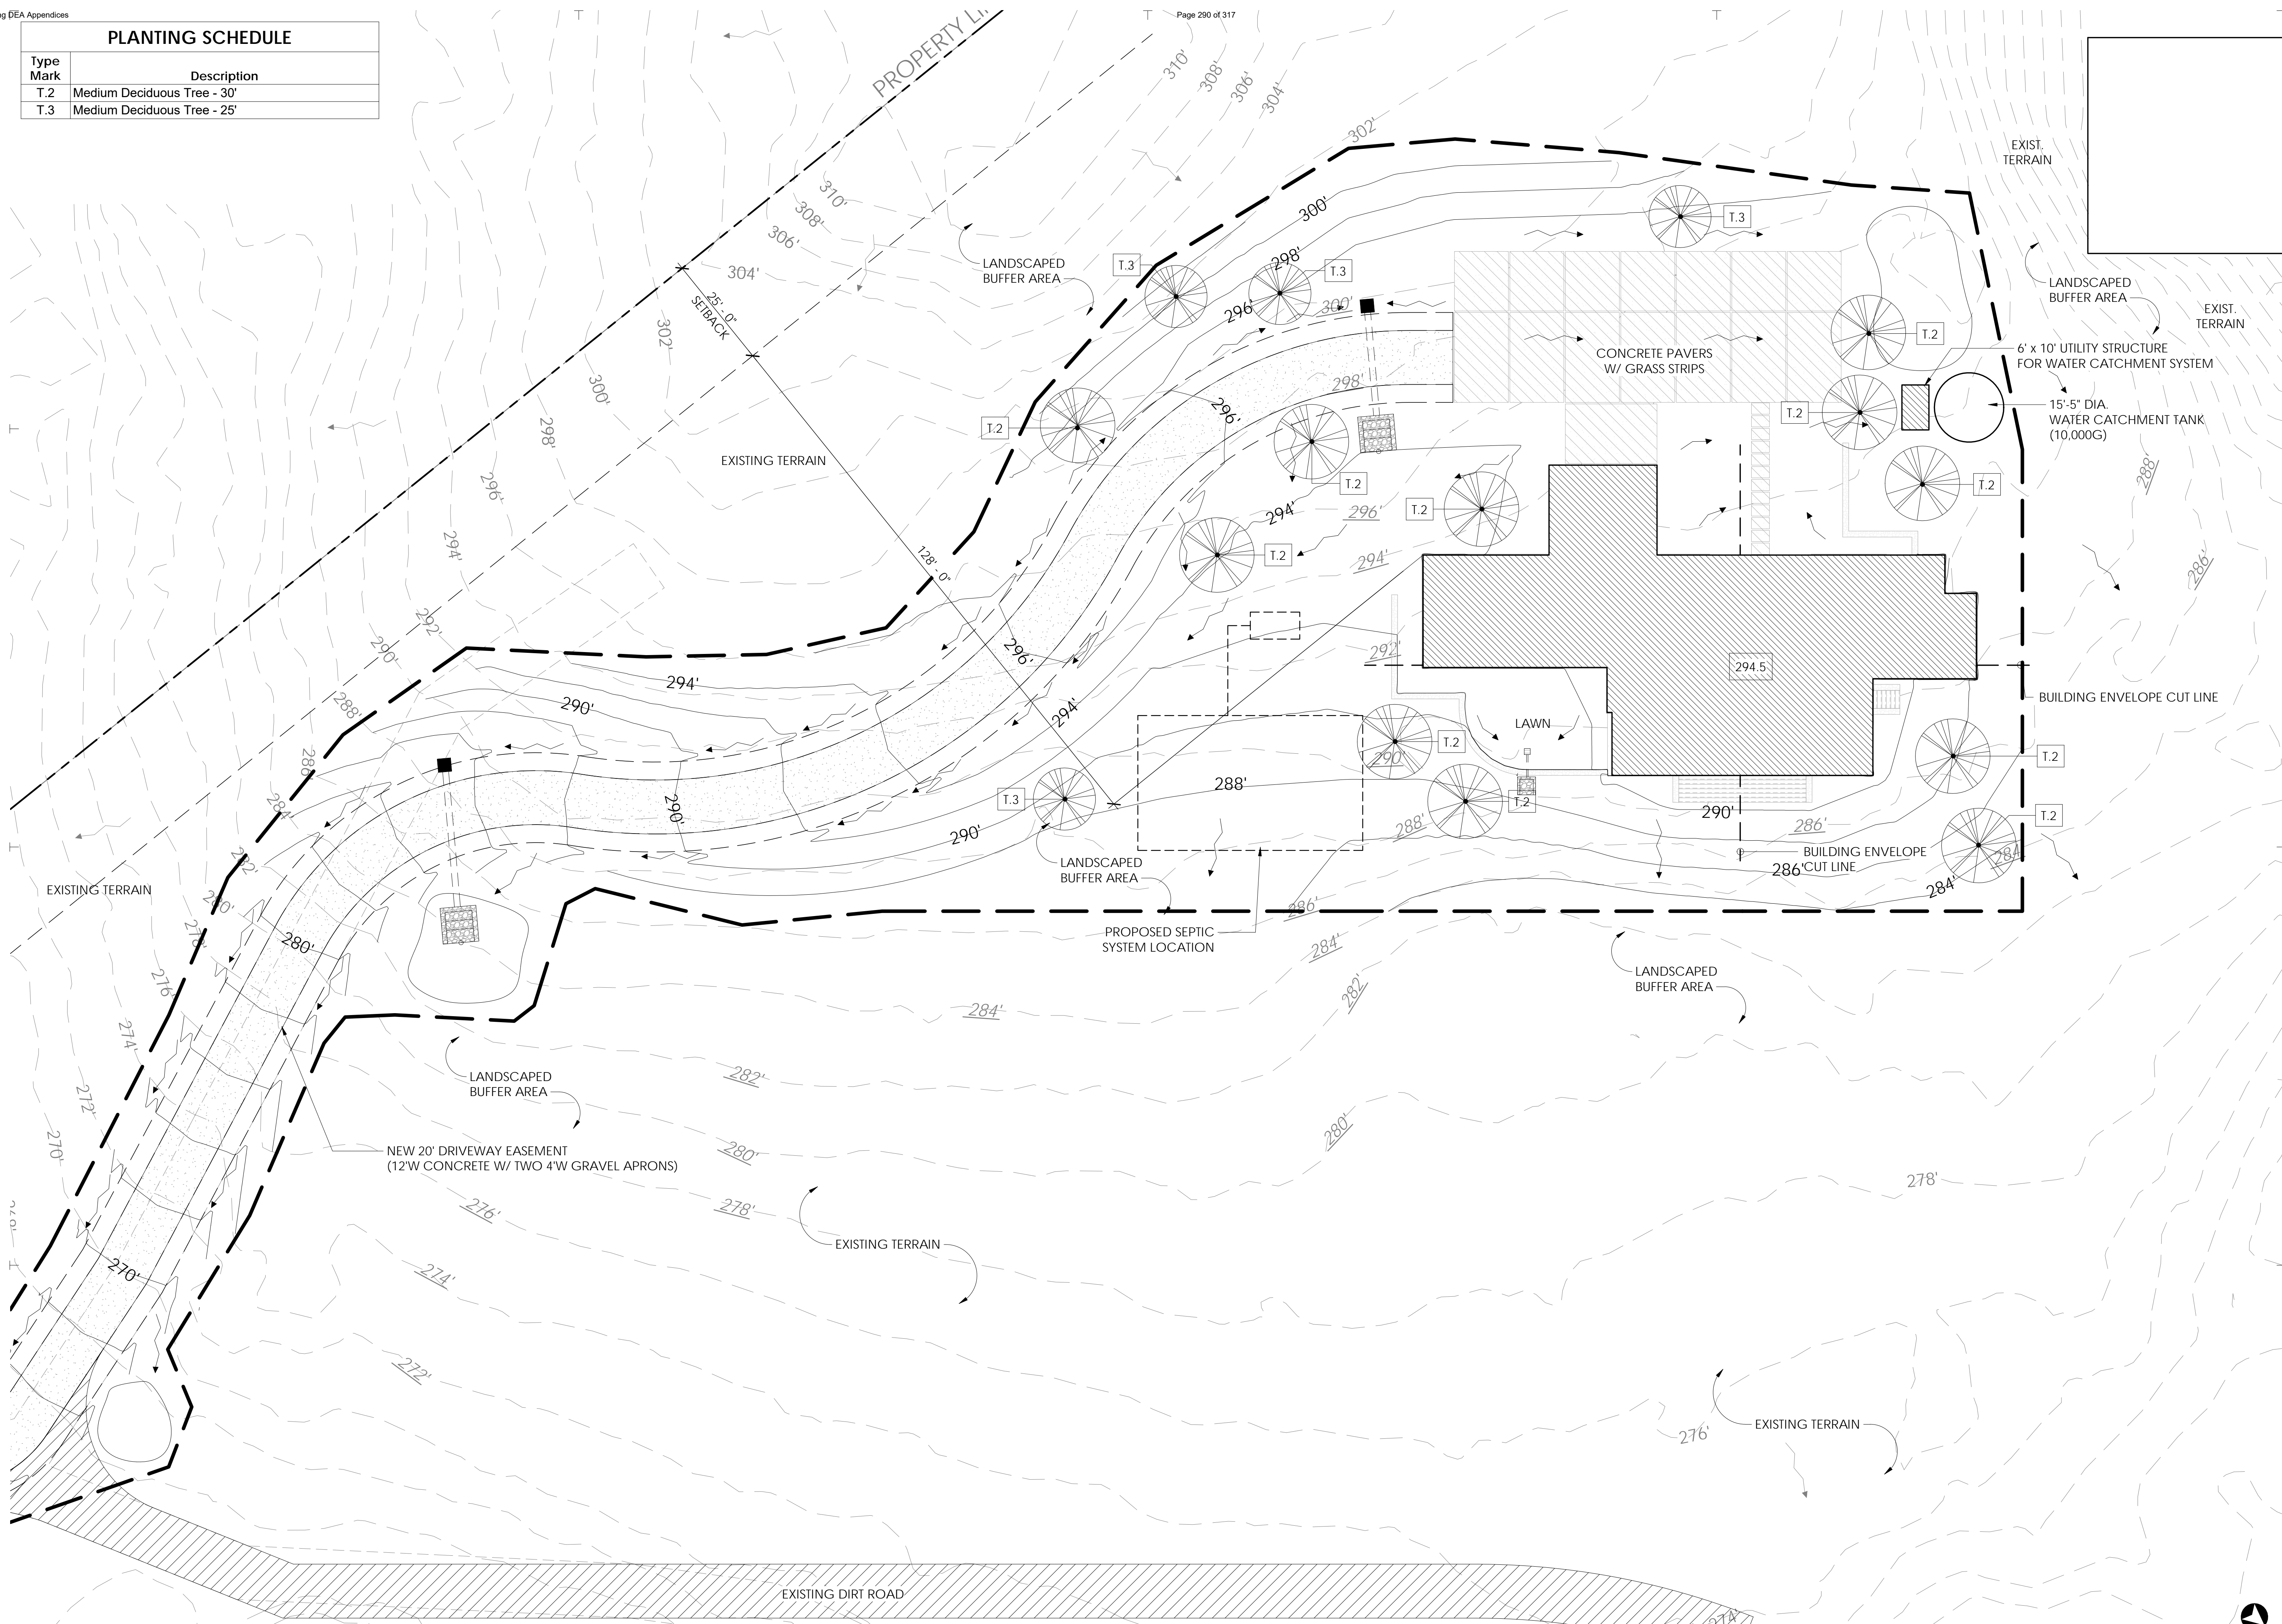 ng DEA Appendices
Page 290 of 317
PLANTING SCHEDULE
Type Mark Description
T.2 Medium Deciduous Tree - 30'
T.3 Medium Deciduous Tree - 25'
310'
308'
306'
304'
302'
EXIST.
TERRAIN
310'
308'
306'
304'
302'
300'
298'
296'
294'
292'
290'
288'
286'
284'
282'
280'
278'
276'
274'
272'
270'
25' - 0"
SETBACK
LANDSCAPED
BUFFER AREA
300'
298'
296'
300'
298'
296'
T.3
T.3
T.3
T.2
T.2
T.2
T.2
T.2
T.2
T.2
LANDSCAPED
BUFFER AREA
EXIST.
TERRAIN
CONCRETE PAVERS
W/ GRASS STRIPS
6' x 10' UTILITY STRUCTURE
FOR WATER CATCHMENT SYSTEM
15'-5" DIA.
WATER CATCHMENT TANK
(10,000G)
EXISTING TERRAIN
128' - 0"
294'
296'
294'
292'
288'
286'
294.5
BUILDING ENVELOPE CUT LINE
LAWN
T.2
T.2
T.2
T.2
T.3
296'
294'
294'
290'
290'
290'
288'
290'
288'
290'
286'
286'
284'
284'
BUILDING ENVELOPE
CUT LINE
LANDSCAPED
BUFFER AREA
EXISTING TERRAIN
280'
PROPOSED SEPTIC
SYSTEM LOCATION
286'
284'
282'
280'
284'
282'
280'
278'
276'
274'
272'
LANDSCAPED
BUFFER AREA
LANDSCAPED
BUFFER AREA
NEW 20' DRIVEWAY EASEMENT
(12'W CONCRETE W/ TWO 4'W GRAVEL APRONS)
278'
EXISTING TERRAIN
270'
276'
EXISTING TERRAIN
EXISTING DIRT ROAD
274'